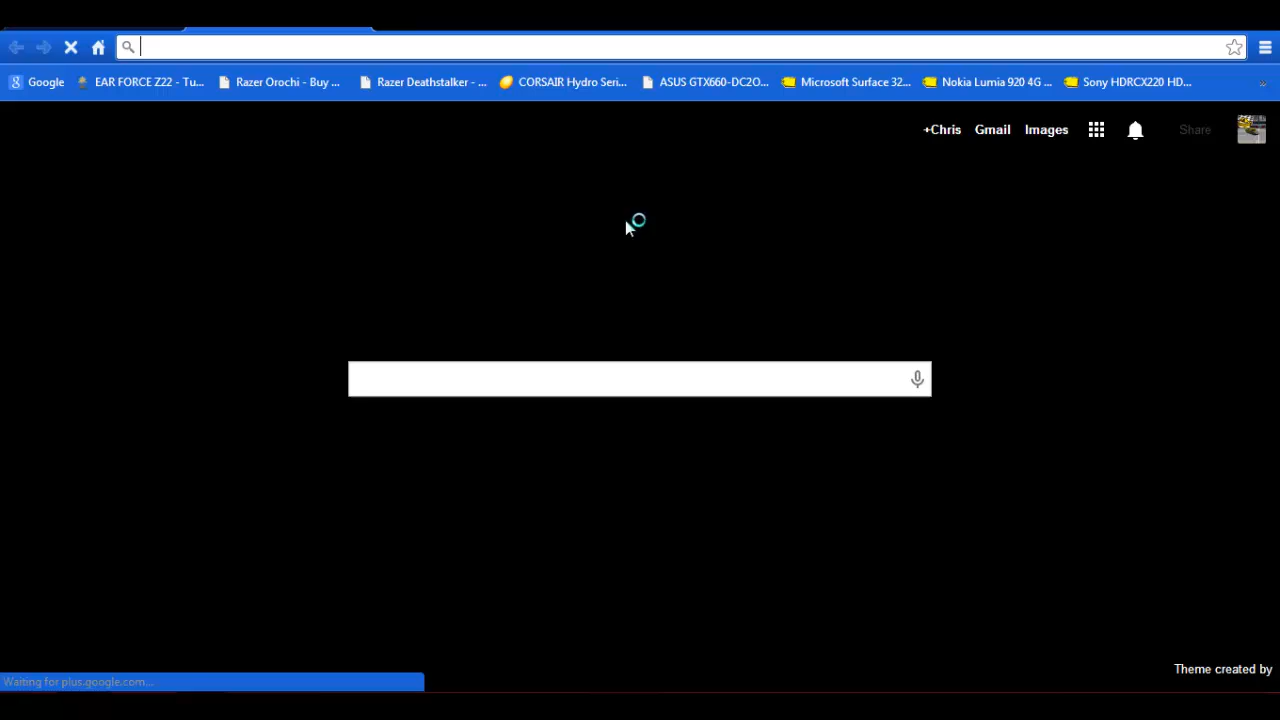 Google EAR FORCE Z22 - Tu... Razer Orochi - Buy ... Razer Deathstalker - ... CORSAIR Hydro Seri... ASUS GTX660-DC2O... Microsoft Surface 32... Nokia Lumia 920 4G ... Sony HDRCX220 HD... »
+Chris Gmail Images Share
Theme created by
Waiting for plus.google.com...